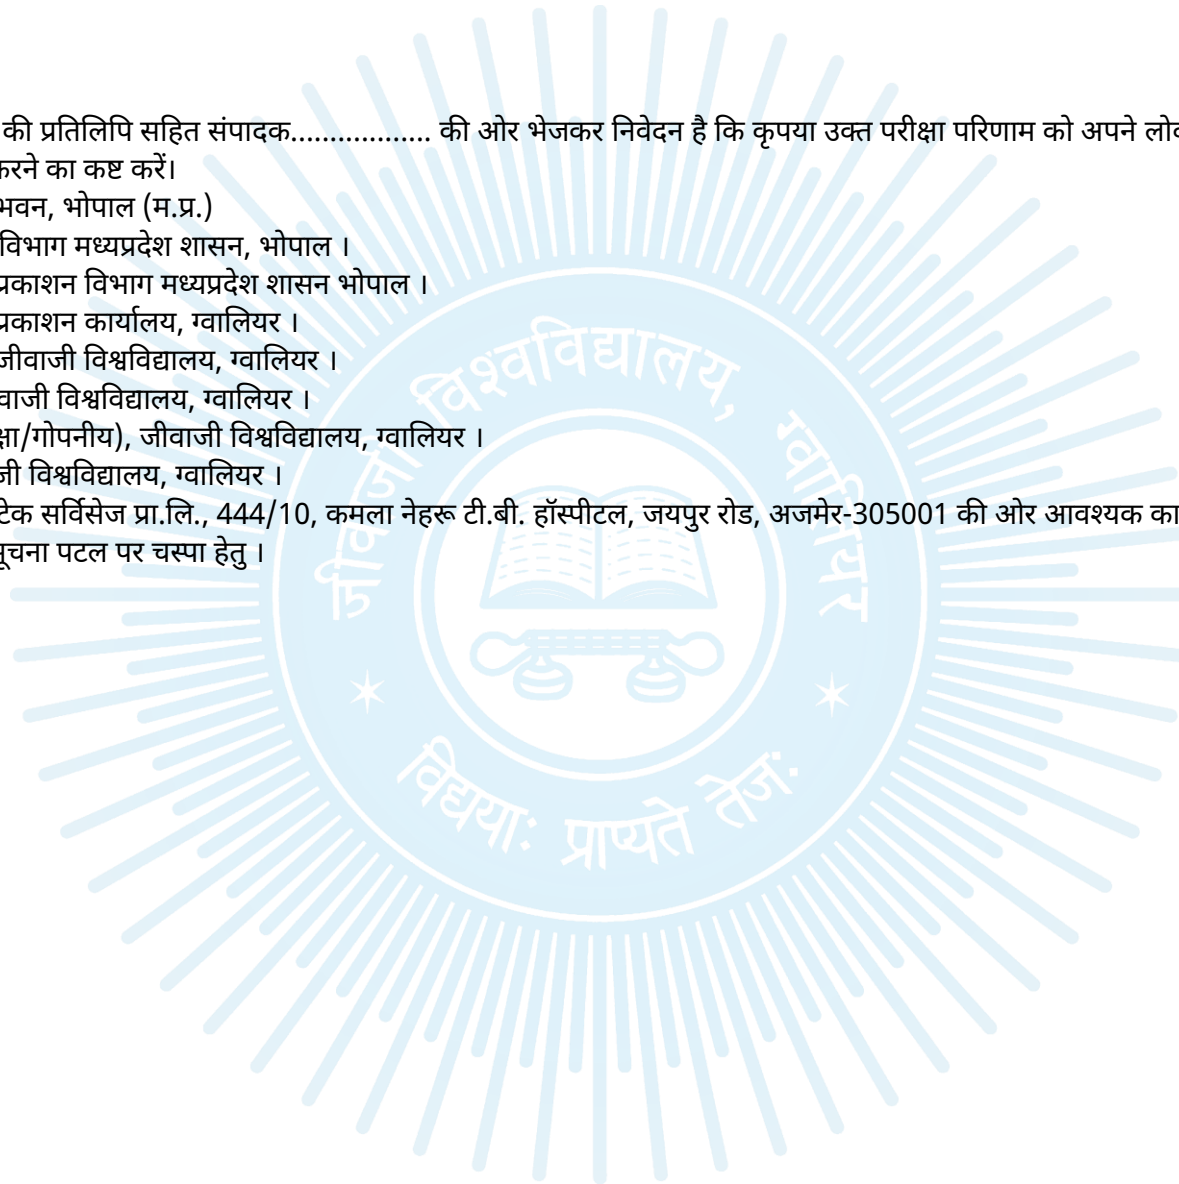 की प्रतिलिपि सहित संपादक.................. की ओर भेजकर निवेदन है कि कृपया उक्त परीक्षा परिणाम को अपने
करने का कष्ट करें।
भवन, भोपाल (म.प्र.)
विभाग मध्यप्रदेश शासन, भोपाल ।
प्रकाशन विभाग मध्यप्रदेश शासन भोपाल ।
प्रकाशन कार्यालय, ग्वालियर ।
जीवाजी विश्वविद्यालय, ग्वालियर ।
वाजी विश्वविद्यालय, ग्वालियर ।
क्षा/गोपनीय), जीवाजी विश्वविद्यालय, ग्वालियर ।
जी विश्वविद्यालय, ग्वालियर ।
टेक सर्विसेज प्रा.लि., 444/10, कमला नेहरू टी.बी. हॉस्पीटल, जयपुर रोड, अजमेर-305001 की ओर आवश्यक
सूचना पटल पर चस्पा हेतु ।
जीवाजी विश्वविद्यालय, ग्वालियर
विद्यया: प्राप्यते तेज: